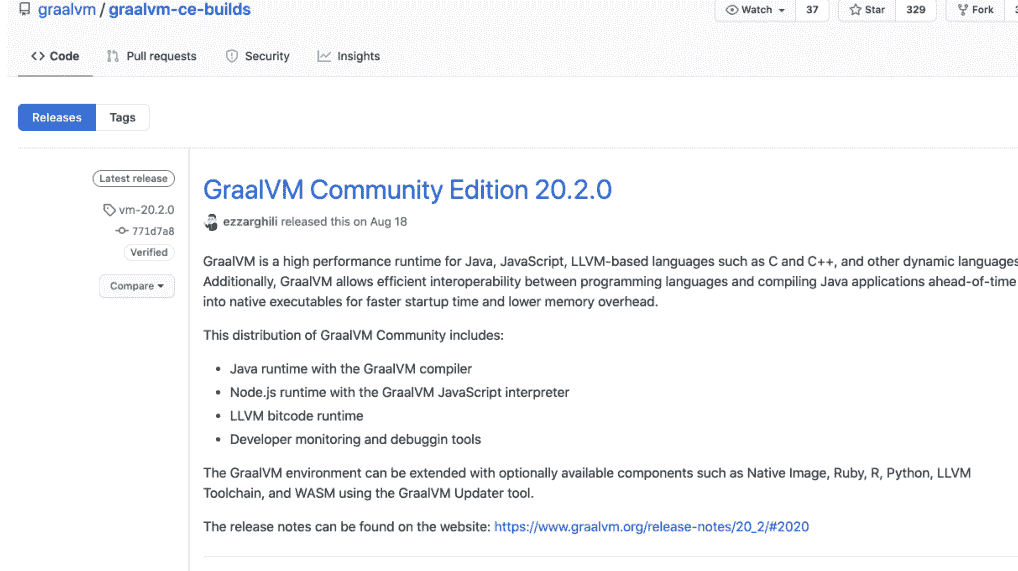 graalvm / graalvm-ce-builds
Watch 37 Star 329 Fork
Code Pull requests Security Insights
Releases Tags
Latest release
vm-20.2.0
771d7a8
Verified
Compare
GraalVM Community Edition 20.2.0
ezzarghili released this on Aug 18
GraalVM is a high performance runtime for Java, JavaScript, LLVM-based languages such as C and C++, and other dynamic languages
Additionally, GraalVM allows efficient interoperability between programming languages and compiling Java applications ahead-of-time
into native executables for faster startup time and lower memory overhead.
This distribution of GraalVM Community includes:
• Java runtime with the GraalVM compiler
• Node.js runtime with the GraalVM JavaScript interpreter
• LLVM bitcode runtime
• Developer monitoring and debuggin tools
The GraalVM environment can be extended with optionally available components such as Native Image, Ruby, R, Python, LLVM
Toolchain, and WASM using the GraalVM Updater tool.
The release notes can be found on the website: https://www.graalvm.org/release-notes/20_2/#2020